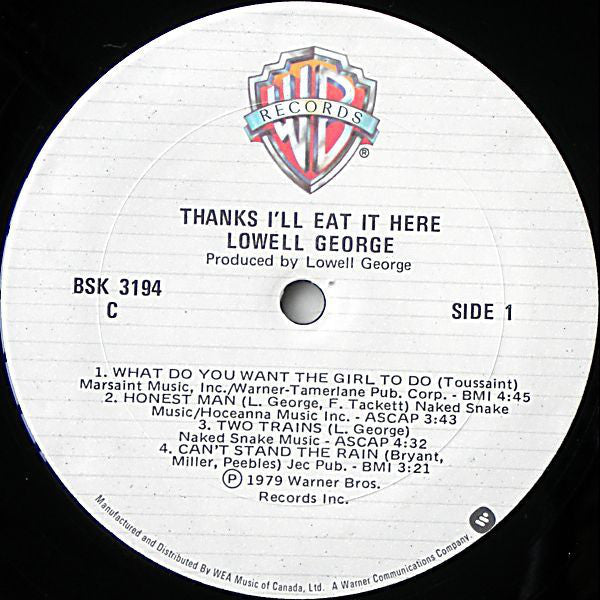 WB
RECORDS
®
THANKS I'LL EAT IT HERE
LOWELL GEORGE
Produced by Lowell George
BSK 3194
C
SIDE 1
1. WHAT DO YOU WANT THE GIRL TO DO (Toussaint)
Marsaint Music, Inc./Warner-Tamerlane Pub. Corp. - BMI 4:45
2. HONEST MAN (L. George, F. Tackett) Naked Snake
Music/Hoceanna Music Inc. - ASCAP 3:43
3. TWO TRAINS (L. George)
Naked Snake Music - ASCAP 4:32
4. CAN'T STAND THE RAIN (Bryant,
Miller, Peebles) Jec Pub. - BMI 3:21
℗ 1979 Warner Bros.
Records Inc.
Manufactured and Distributed By WEA Music of Canada, Ltd. A Warner Communications Company.